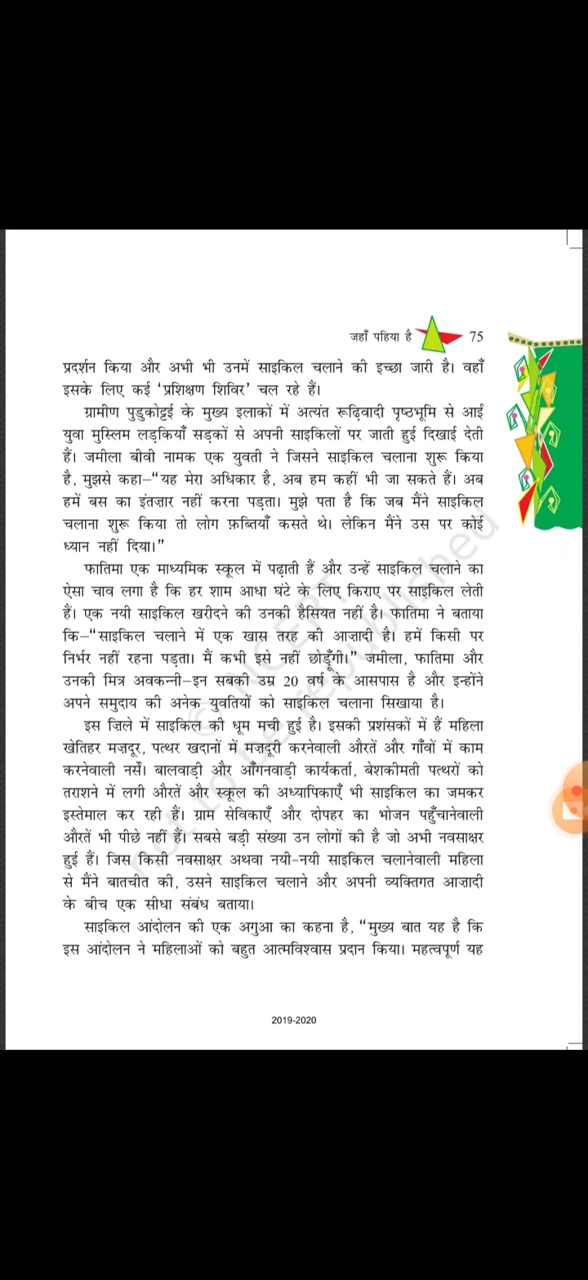 जहाँ पहिया है 75
प्रदर्शन किया और अभी भी उनमें साइकिल चलाने की इच्छा जारी है। वहाँ
इसके लिए कई ‘प्रशिक्षण शिविर’ चल रहे हैं।
ग्रामीण पुडुकोट्टई के मुख्य इलाकों में अत्यंत रूढ़िवादी पृष्ठभूमि से आईं
युवा मुस्लिम लड़कियाँ सड़कों से अपनी साइकिलों पर जाती हुई दिखाई देती
हैं। जमीला बीवी नामक एक युवती ने जिसने साइकिल चलाना शुरू किया
है, मुझसे कहा—“यह मेरा अधिकार है, अब हम कहीं भी जा सकते हैं। अब
हमें बस का इंतज़ार नहीं करना पड़ता। मुझे पता है कि जब मैंने साइकिल
चलाना शुरू किया तो लोग फ़ब्तियाँ कसते थे। लेकिन मैंने उस पर कोई
ध्यान नहीं दिया।”
फातिमा एक माध्यमिक स्कूल में पढ़ाती हैं और उन्हें साइकिल चलाने का
ऐसा चाव लगा है कि हर शाम आधा घंटे के लिए किराए पर साइकिल लेती
हैं। एक नयी साइकिल खरीदने की उनकी हैसियत नहीं है। फातिमा ने बताया
कि—“साइकिल चलाने में एक खास तरह की आज़ादी है। हमें किसी पर
निर्भर नहीं रहना पड़ता। मैं कभी इसे नहीं छोड़ूँगी।” जमीला, फातिमा और
उनकी मित्र अवकन्नी—इन सबकी उम्र 20 वर्ष के आसपास है और इन्होंने
अपने समुदाय की अनेक युवतियों को साइकिल चलाना सिखाया है।
इस जिले में साइकिल की धूम मची हुई है। इसकी प्रशंसकों में हैं महिला
खेतिहर मज़दूर, पत्थर खदानों में मज़दूरी करनेवाली औरतें और गाँवों में काम
करनेवाली नर्सें। बालवाड़ी और आँगनवाड़ी कार्यकर्ता, बेशकीमती पत्थरों को
तराशने में लगी औरतें और स्कूल की अध्यापिकाएँ भी साइकिल का जमकर
इस्तेमाल कर रही हैं। ग्राम सेविकाएँ और दोपहर का भोजन पहुँचानेवाली
औरतें भी पीछे नहीं हैं। सबसे बड़ी संख्या उन लोगों की है जो अभी नवसाक्षर
हुई हैं। जिस किसी नवसाक्षर अथवा नयी-नयी साइकिल चलानेवाली महिला
से मैंने बातचीत की, उसने साइकिल चलाने और अपनी व्यक्तिगत आज़ादी
के बीच एक सीधा संबंध बताया।
साइकिल आंदोलन की एक अगुआ का कहना है, “मुख्य बात यह है कि
इस आंदोलन ने महिलाओं को बहुत आत्मविश्वास प्रदान किया। महत्वपूर्ण यह
© NCERT
not to be republished
2019-2020